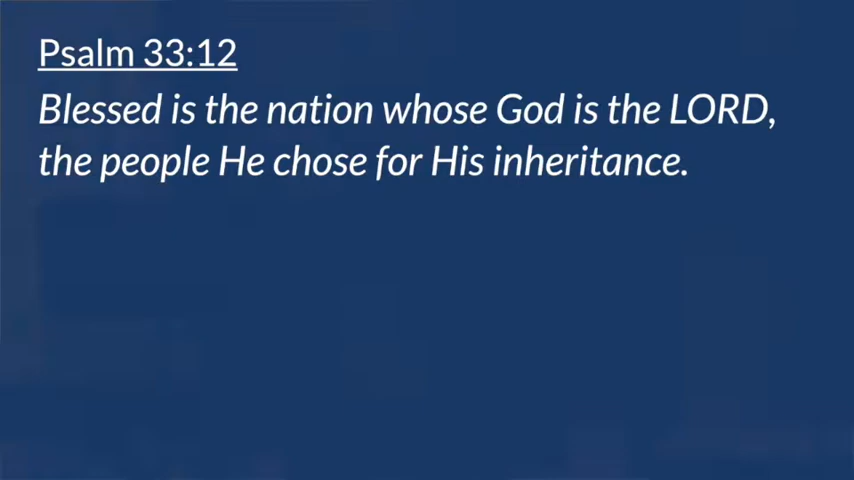 Psalm 33:12
Blessed is the nation whose God is the LORD,
the people He chose for His inheritance.